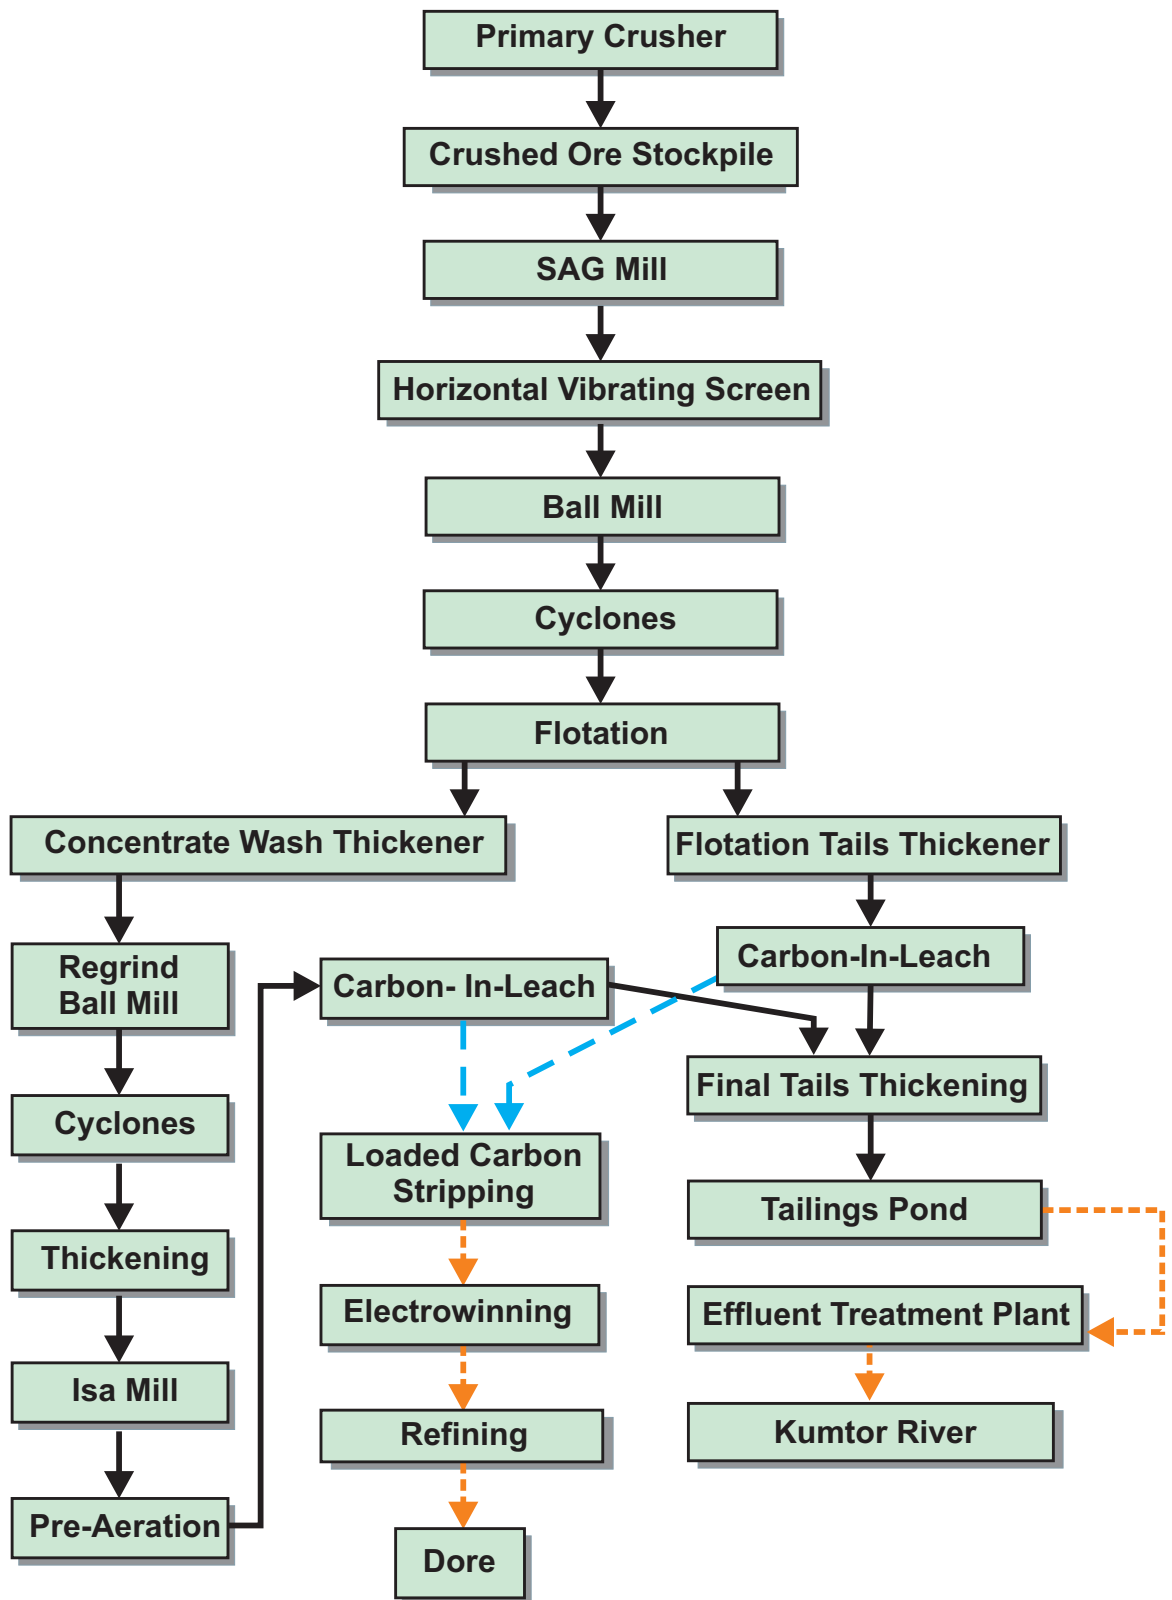 Primary Crusher
Crushed Ore Stockpile
SAG Mill
Horizontal Vibrating Screen
Ball Mill
Cyclones
Flotation
Concentrate Wash Thickener
Flotation Tails Thickener
Regrind
Ball Mill
Carbon- In-Leach
Carbon-In-Leach
Cyclones
Final Tails Thickening
Loaded Carbon
Stripping
Tailings Pond
Thickening
Electrowinning
Effluent Treatment Plant
Isa Mill
Refining
Kumtor River
Pre-Aeration
Dore